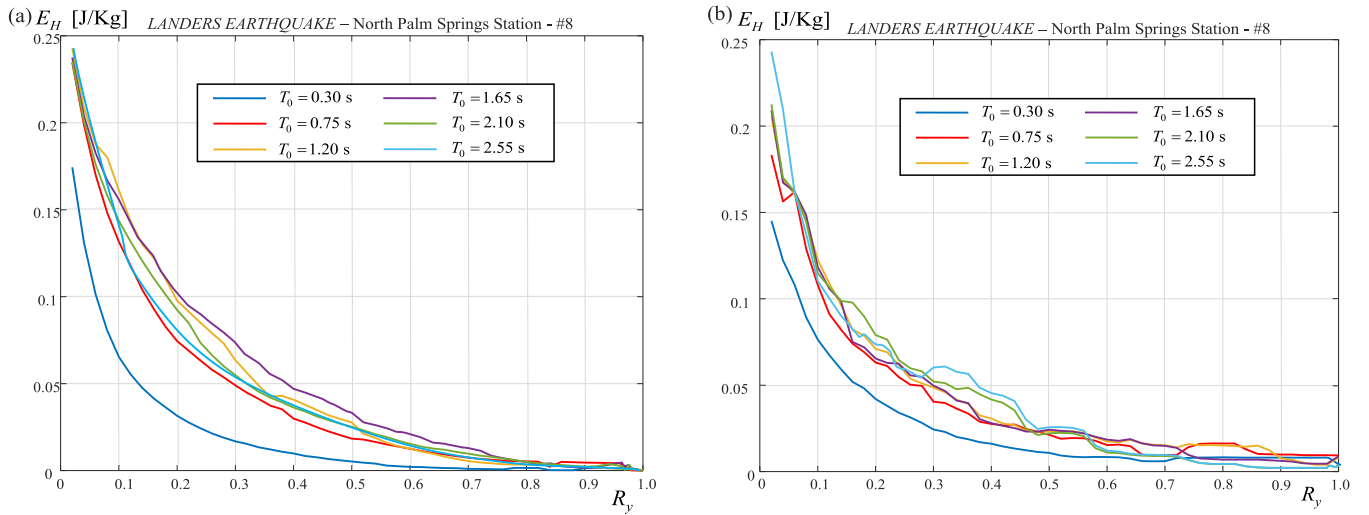 (a) E_H [J/Kg] LANDERS EARTHQUAKE – North Palm Springs Station - #8
0.25
0.2
0.15
0.1
0.05
0
T_0 = 0.30 s T_0 = 1.65 s
T_0 = 0.75 s T_0 = 2.10 s
T_0 = 1.20 s T_0 = 2.55 s
0 0.1 0.2 0.3 0.4 0.5 0.6 0.7 0.8 0.9 1.0
R_y
(b) E_H [J/Kg] LANDERS EARTHQUAKE – North Palm Springs Station - #8
0.25
0.2
0.15
0.1
0.05
0
T_0 = 0.30 s T_0 = 1.65 s
T_0 = 0.75 s T_0 = 2.10 s
T_0 = 1.20 s T_0 = 2.55 s
0 0.1 0.2 0.3 0.4 0.5 0.6 0.7 0.8 0.9 1.0
R_y